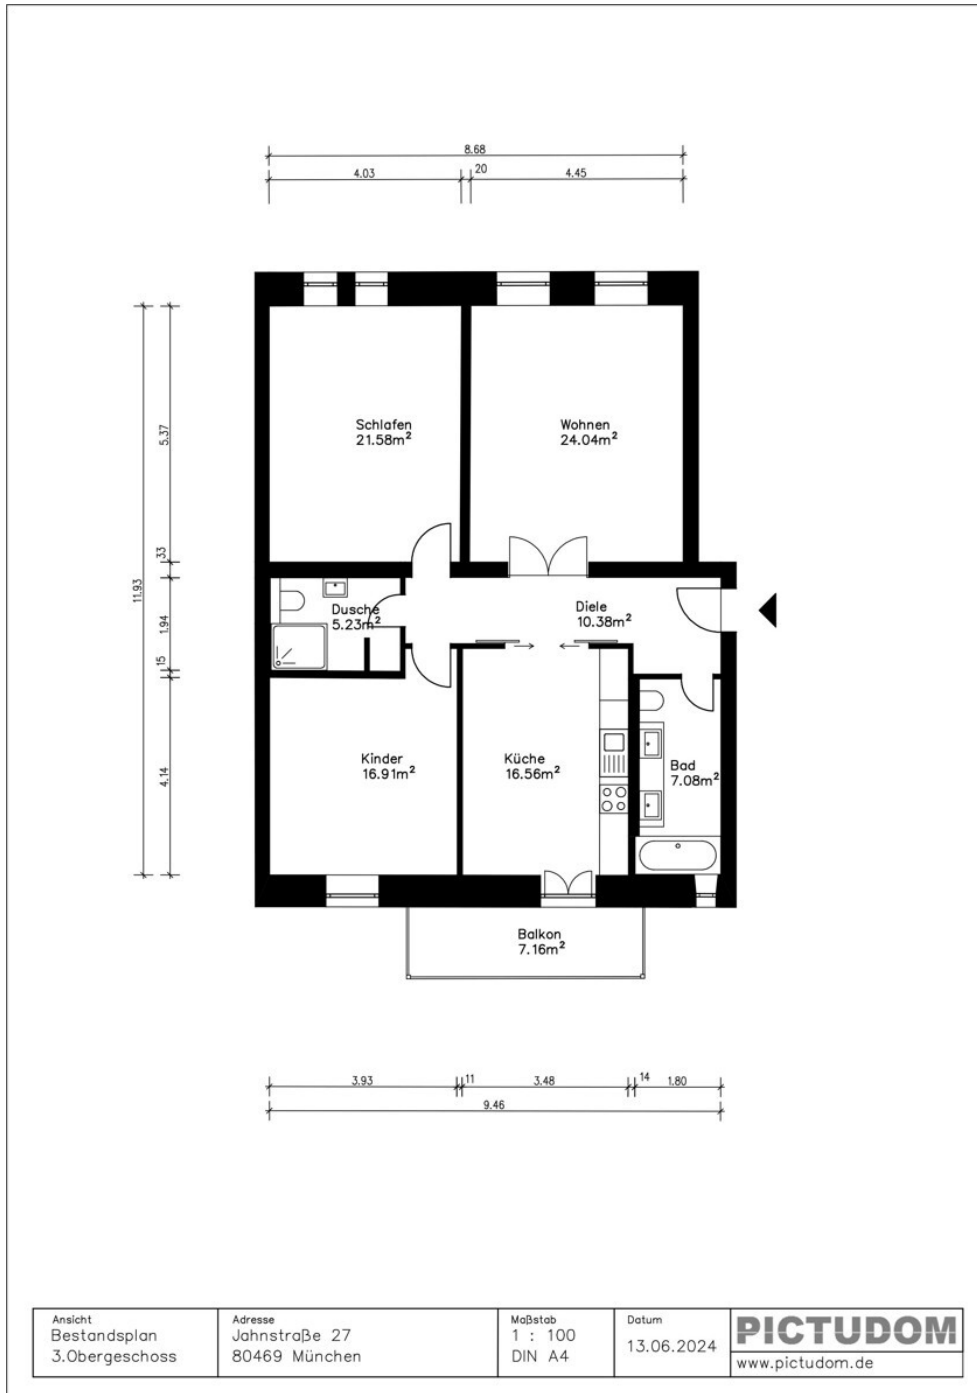 8.68
4.03
20
4.45
Schlafen
21.58m²
Wohnen
24.04m²
5.37
33
11.93
1.94
15
4.14
Dusche
5.23m²
Diele
10.38m²
Kinder
16.91m²
Küche
16.56m²
Bad
7.08m²
Balkon
7.16m²
3.93
11
3.48
14
1.80
9.46
Ansicht
Bestandsplan
3.Obergeschoss
Adresse
Jahnstraße 27
80469 München
Maßstab
1 : 100
DIN A4
Datum
13.06.2024
PICTUDOM
www.pictudom.de